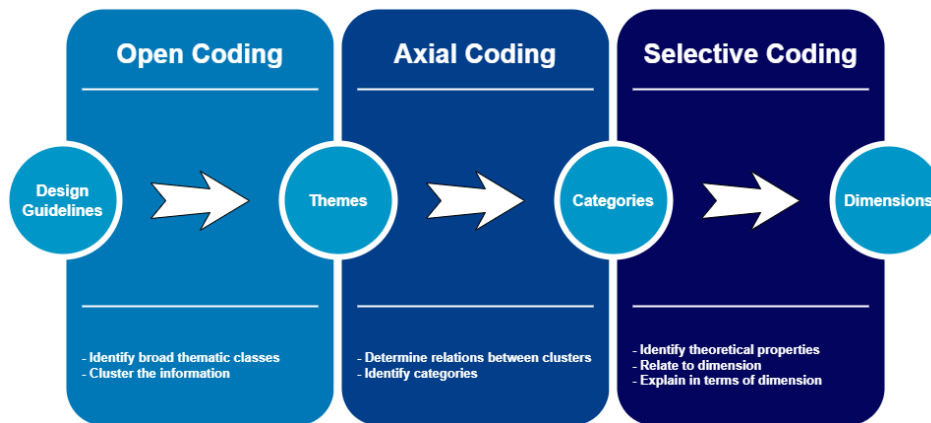 Open Coding
Axial Coding
Selective Coding
Design
Guidelines
Themes
Categories
Dimensions
- Identify broad thematic classes
- Cluster the information
- Determine relations between clusters
- Identify categories
- Identify theoretical properties
- Relate to dimension
- Explain in terms of dimension